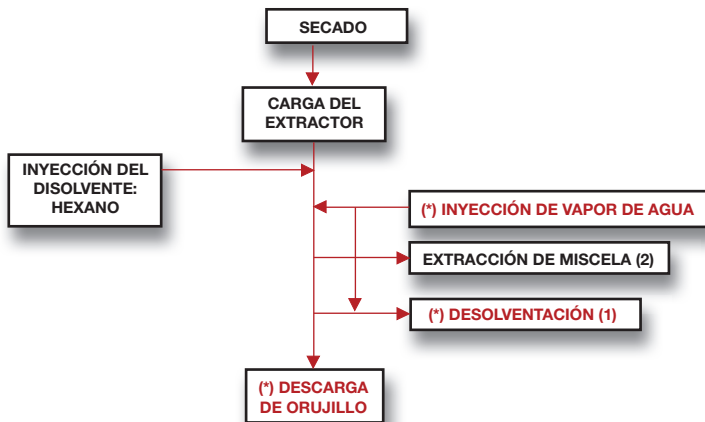 SECADO
CARGA DEL
EXTRACTOR
INYECCIÓN DEL
DISOLVENTE:
HEXANO
(*) INYECCIÓN DE VAPOR DE AGUA
EXTRACCIÓN DE MISCELA (2)
(*) DESOLVENTACIÓN (1)
(*) DESCARGA
DE ORUJILLO